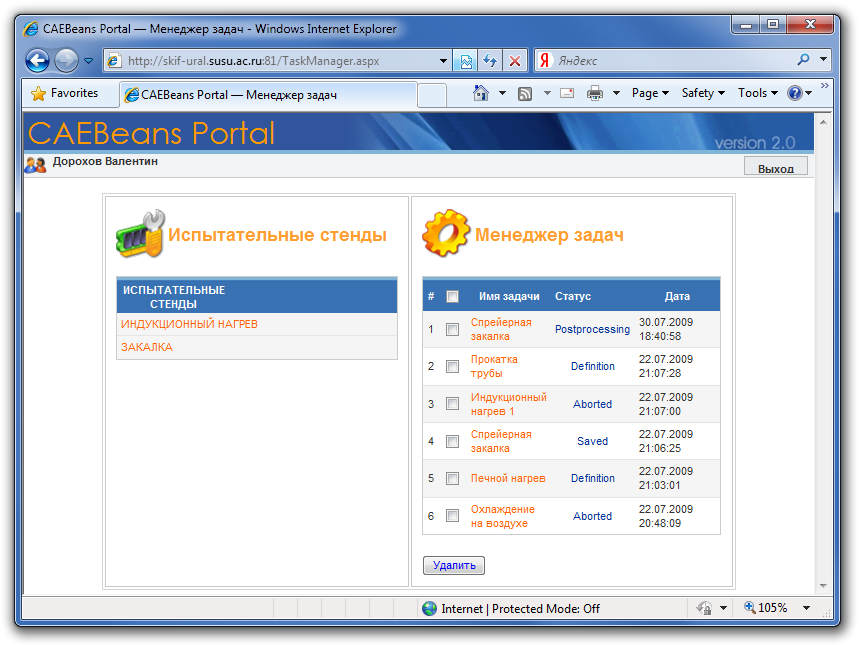 CAEBeans Portal — Менеджер задач - Windows Internet Explorer
http://skif-ural.susu.ac.ru:81/TaskManager.aspx
Я Яндекс
Favorites
CAEBeans Portal — Менеджер задач
Page
Safety
Tools
CAEBeans Portal
version 2.0
Дорохов Валентин
Выход
Испытательные стенды
ИСПЫТАТЕЛЬНЫЕ
СТЕНДЫ
ИНДУКЦИОННЫЙ НАГРЕВ
ЗАКАЛКА
Менеджер задач
# Имя задачи Статус Дата
1 Спрейерная Postprocessing 30.07.2009
закалка 18:40:58
2 Прокатка Definition 22.07.2009
трубы 21:07:28
3 Индукционный Aborted 22.07.2009
нагрев 1 21:07:00
4 Спрейерная Saved 22.07.2009
закалка 21:06:25
5 Печной нагрев Definition 22.07.2009
21:03:01
6 Охлаждение Aborted 22.07.2009
на воздухе 20:48:09
Удалить
Internet | Protected Mode: Off
105%